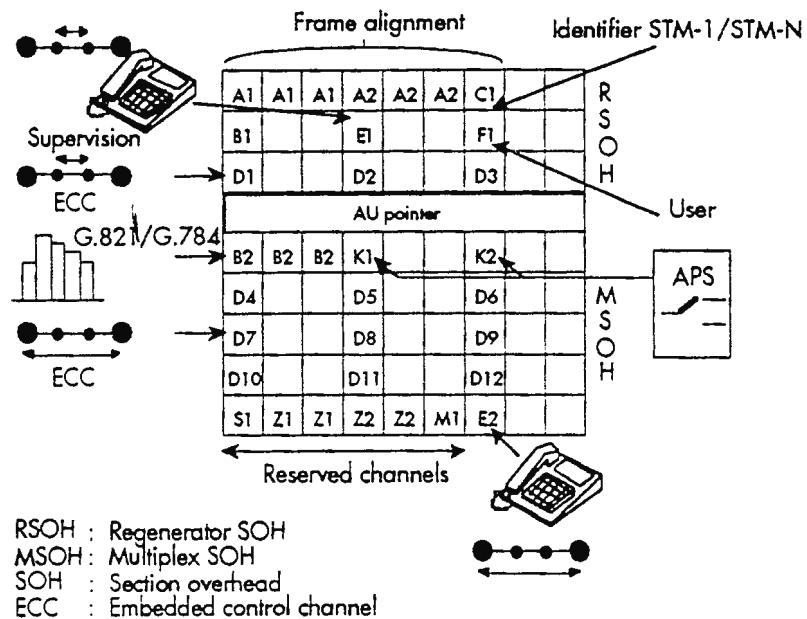 Frame alignment
Identifier STM-1/STM-N
A1 A1 A1 A2 A2 A2 C1
RSOH
Supervision
B1 E1 F1
D1 D2 D3
ECC
AU pointer
User
G.821/G.784
B2 B2 B2 K1 K2
APS
D4 D5 D6
MSOH
D7 D8 D9
ECC
D10 D11 D12
S1 Z1 Z1 Z2 Z2 M1 E2
Reserved channels
RSOH : Regenerator SOH
MSOH : Multiplex SOH
SOH : Section overhead
ECC : Embedded control channel